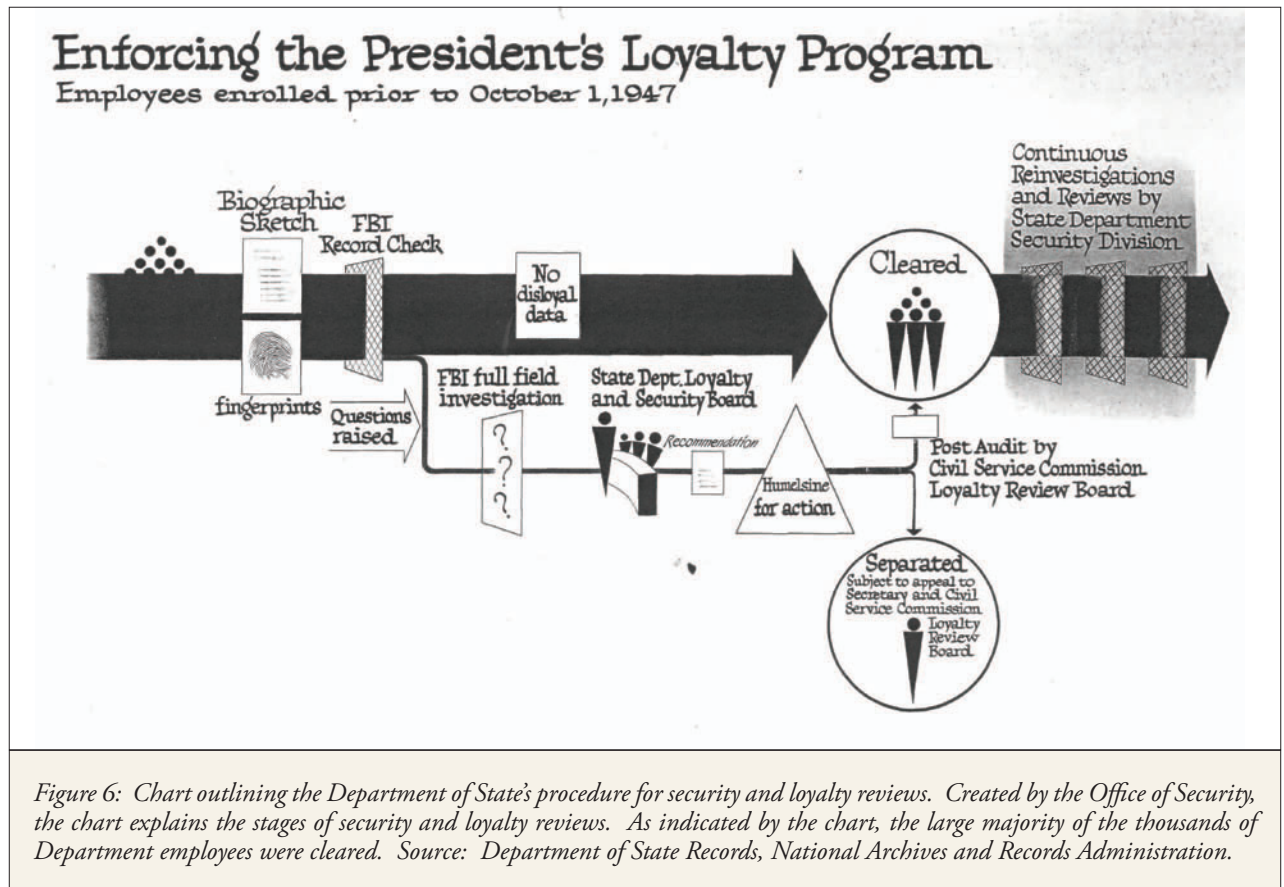 Enforcing the President's Loyalty Program
Employees enrolled prior to October 1, 1947
Biographic
Sketch
fingerprints
FBI
Record Check
Questions
raised
No
disloyal
data
FBI full field
investigation
? 
? 
?
State Dept. Loyalty
and Security Board
Recommendation
Humelsine
for action
Cleared
Post Audit by
Civil Service Commission
Loyalty Review Board
Separated
Subject to appeal to
Secretary and Civil
Service Commission
Loyalty
Review
Board
Continuous
Reinvestigations
and Reviews by
State Department
Security Division
Figure 6: Chart outlining the Department of State's procedure for security and loyalty reviews. Created by the Office of Security,
the chart explains the stages of security and loyalty reviews. As indicated by the chart, the large majority of the thousands of
Department employees were cleared. Source: Department of State Records, National Archives and Records Administration.